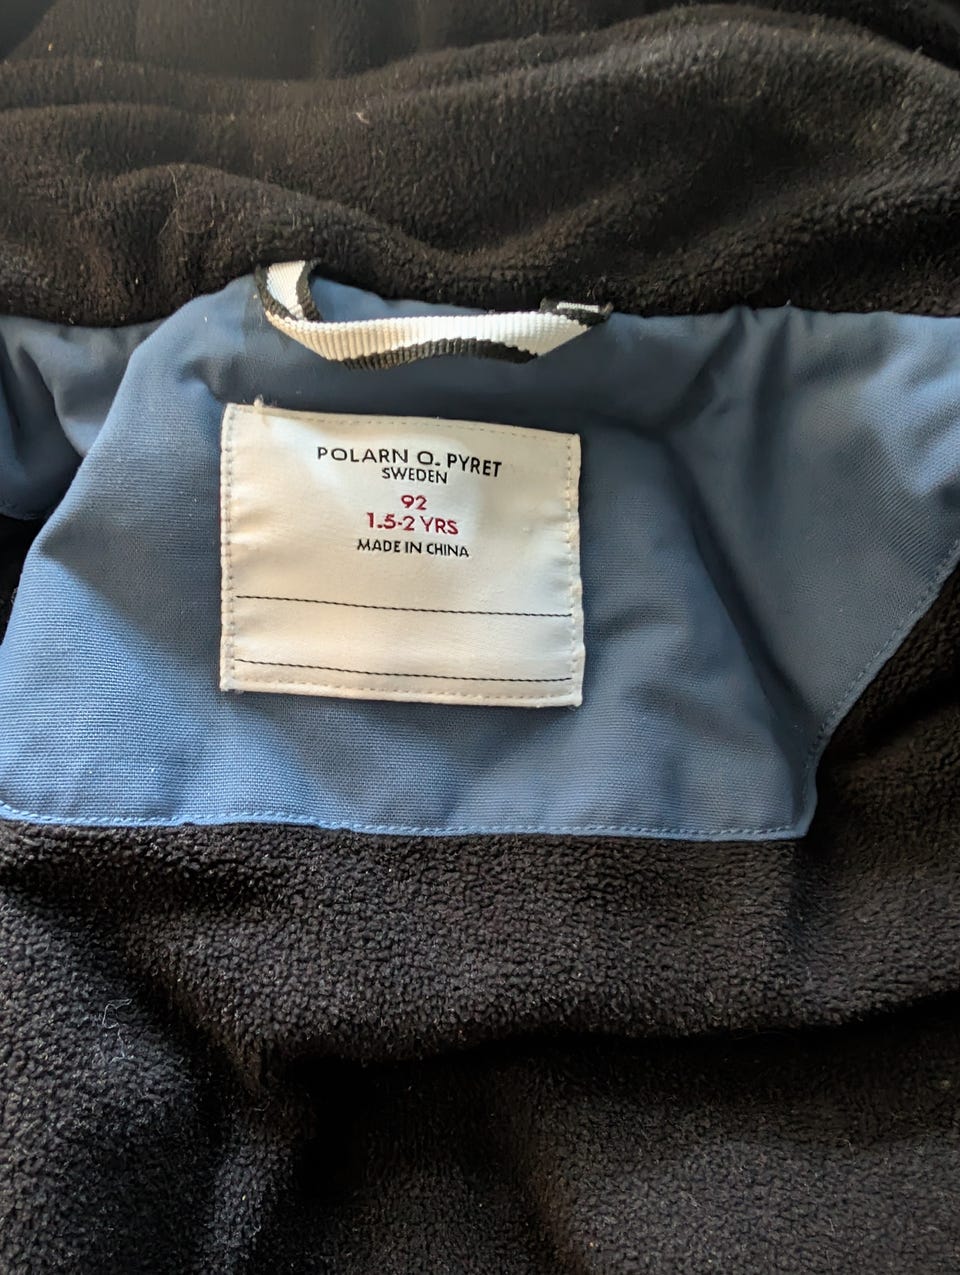 POLARN O. PYRET
SWEDEN
92
1.5-2 YRS
MADE IN CHINA